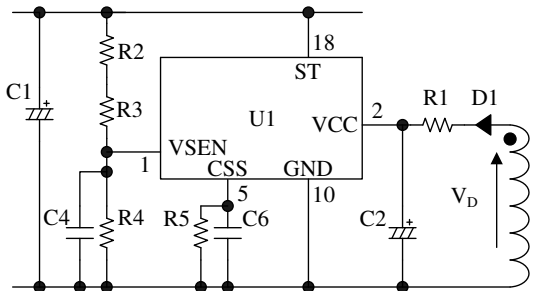 18
R2
ST
C1
+
R3
U1
VCC
2
R1
D1
VSEN
1
CSS
GND
5
10
C4
R4
R5
C6
C2
+
VD